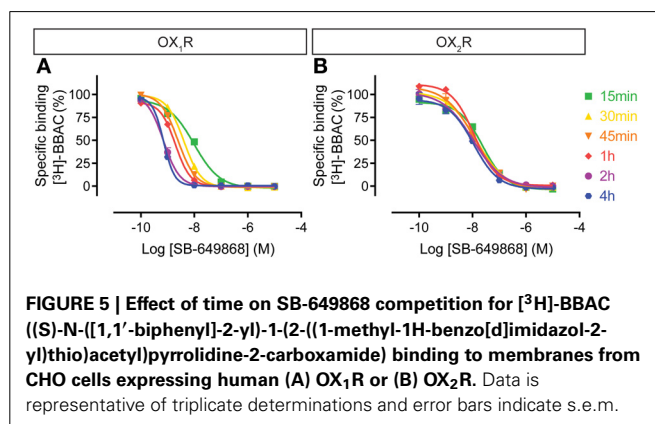 OX₁R
OX₂R
A
B
Specific binding
[³H]-BBAC (%)
100
75
50
25
0
-10
-8
-6
-4
Log [SB-649868] (M)
Specific binding
[³H]-BBAC (%)
100
75
50
25
0
-10
-8
-6
-4
Log [SB-649868] (M)
15min
30min
45min
1h
2h
4h
FIGURE 5 | Effect of time on SB-649868 competition for [³H]-BBAC
((S)-N-([1,1′-biphenyl]-2-yl)-1-(2-((1-methyl-1H-benzo[d]imidazol-2-
yl)thio)acetyl)pyrrolidine-2-carboxamide) binding to membranes from
CHO cells expressing human (A) OX₁R or (B) OX₂R. Data is
representative of triplicate determinations and error bars indicate s.e.m.